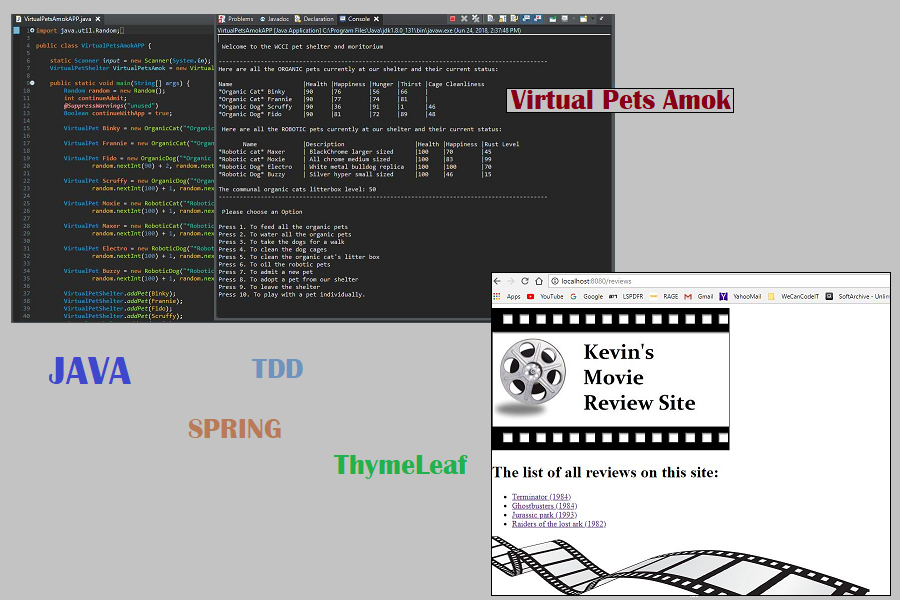 VirtualPetsAmokAPP.java
import java.util.Random;
public class VirtualPetsAmokAPP {
static Scanner input = new Scanner(System.in);
VirtualPetShelter VirtualPetsAmok = new Virtual
public static void main(String[] args) {
Random random = new Random();
int continueAdmit;
@SuppressWarnings("unused")
Boolean continueWithApp = true;
VirtualPet Binky = new OrganicCat("*Organic
VirtualPet Frannie = new OrganicCat("*Organ
VirtualPet Fido = new OrganicDog("*Organic
random.nextInt(90) + 2, random.next
VirtualPet Scruffy = new OrganicDog("*Organ
random.nextInt(100) + 1, random.nex
VirtualPet Moxie = new RoboticCat("*Robotic
random.nextInt(100) + 1, random.nex
VirtualPet Maxer = new RoboticCat("*Robotic
random.nextInt(100) + 1, random.nex
VirtualPet Electro = new RoboticDog("*Robot
random.nextInt(100) + 1, random.nex
VirtualPet Buzzy = new RoboticDog("*Robotic
random.nextInt(100) + 1, random.nex
VirtualPetShelter.addPet(Binky);
VirtualPetShelter.addPet(Frannie);
VirtualPetShelter.addPet(Fido);
VirtualPetShelter.addPet(Scruffy);
Problems Javadoc Declaration Console
VirtualPetsAmokAPP [Java Application] C:\Program Files\Java\jdk1.8.0_131\bin\javaw.exe (Jun 24, 2018, 2:37:48 PM)
Welcome to the WCCI pet shelter and moritorium
Here are all the ORGANIC pets currently at our shelter and their current status:
Name |Health |Happiness |Hunger |Thirst |Cage Cleanliness
*Organic Cat* Binky |90 |76 |56 |66 |
*Organic Cat* Frannie |90 |77 |74 |81 |
*Organic Dog* Scruffy |90 |36 |91 |1 |46
*Organic Dog* Fido |90 |81 |72 |89 |48
Here are all the ROBOTIC pets currently at our shelter and their current status:
Name |Description |Health |Happiness |Rust Level
*Robotic cat* Maxer | BlackChrome larger sized |100 |70 |45
*Robotic cat* Moxie | All chrome medium sized |100 |83 |99
*Robotic Dog* Electro | White metal bulldog replica |100 |100 |70
*Robotic Dog* Buzzy | Silver hyper small sized |100 |46 |15
The communal organic cats litterbox level: 50
Please choose an Option
Press 1. To feed all the organic pets
Press 2. To water all the organic pets
Press 3. To take the dogs for a walk
Press 4. To clean the dog cages
Press 5. To clean the organic cat's litter box
Press 6. To oil the robotic pets
Press 7. To admit a new pet
Press 8. To adopt a pet from our shelter
Press 9. To leave the shelter
Press 10. To play with a pet individually.
Virtual Pets Amok
JAVA
TDD
SPRING
ThymeLeaf
localhost:8080/reviews
Apps YouTube Google LSPDFR RAGE Gmail YahooMail WeCanCodeIT SoftArchive - Unlim
Kevin's
Movie
Review Site
The list of all reviews on this site:
Terminator (1984)
Ghostbusters (1984)
Jurassic park (1993)
Raiders of the lost ark (1982)